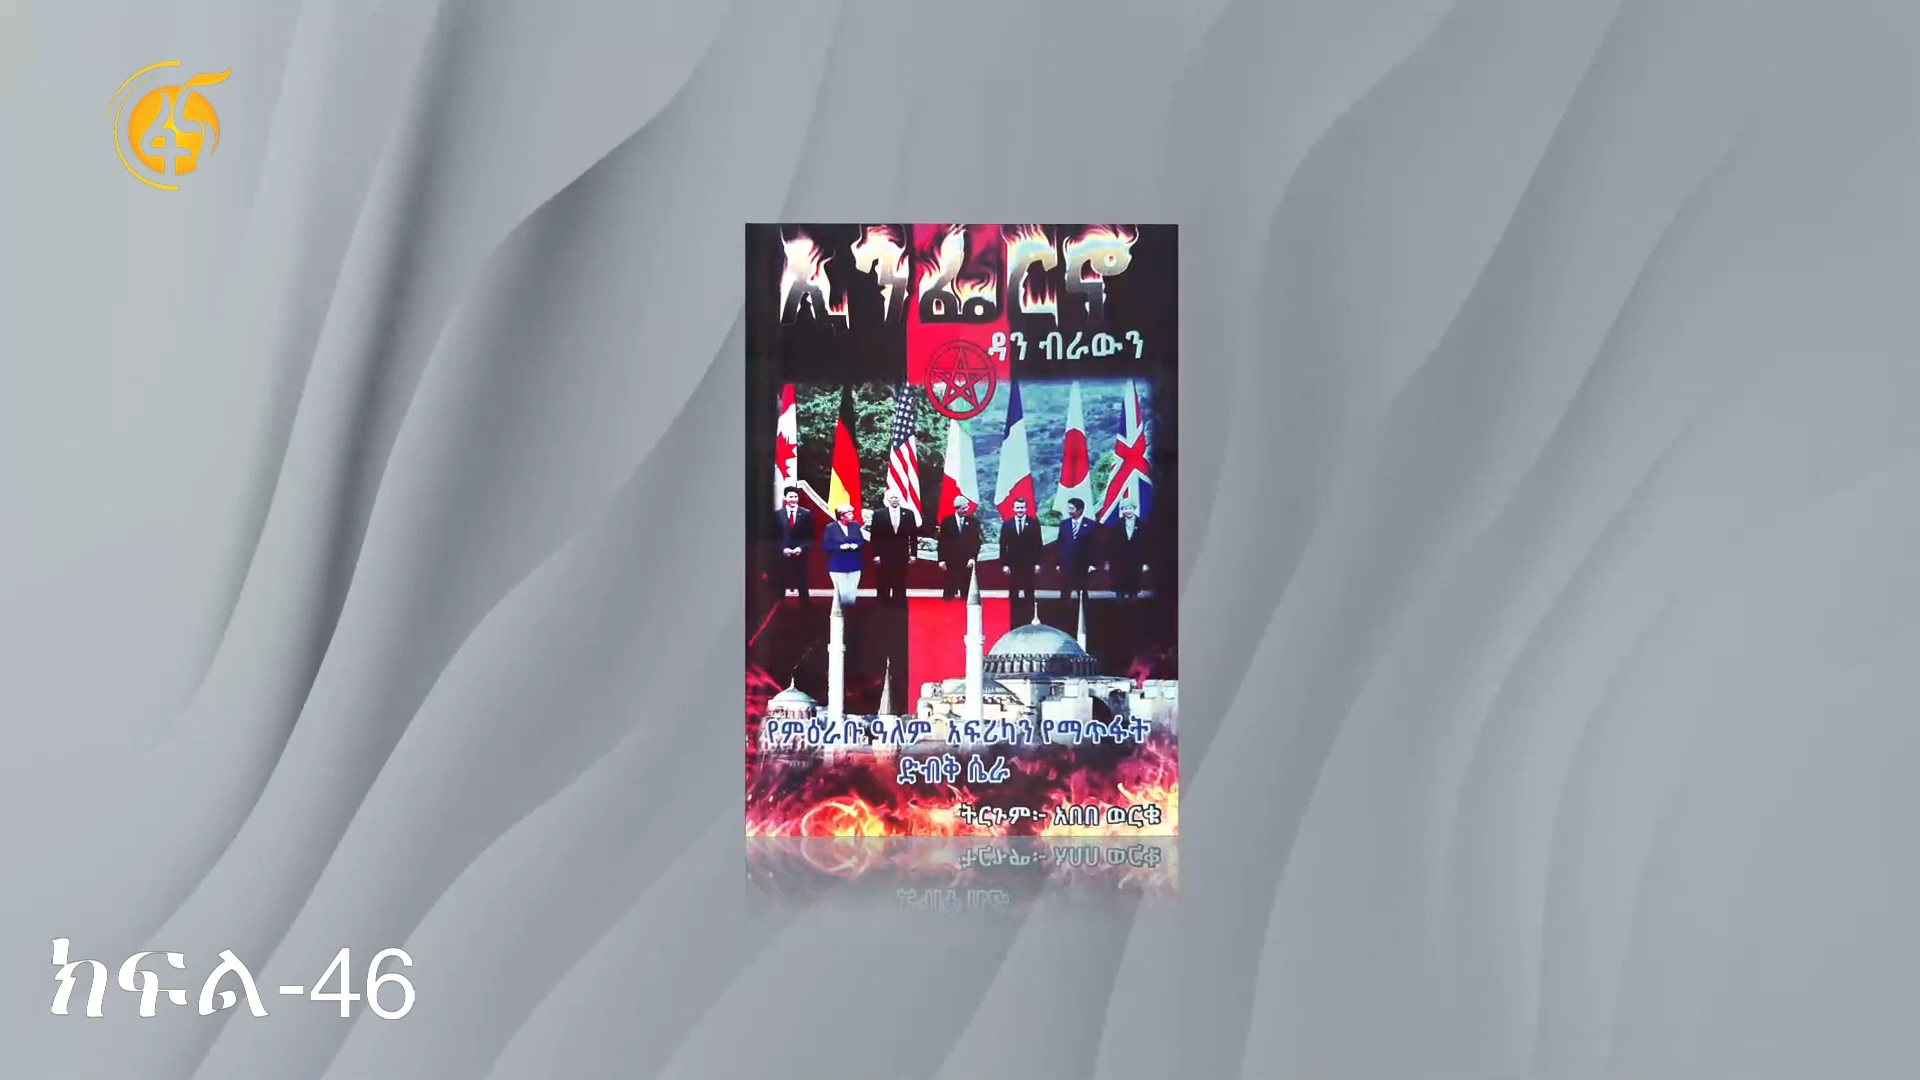 ኢንፈርኖ
ዳን ብራውን
የምዕራቡ ዓለም አፍሪካን የማጥፋት
ድብቅ ሴራ
ትርጉም፡- አበበ ወርቁ
ክፍል-46